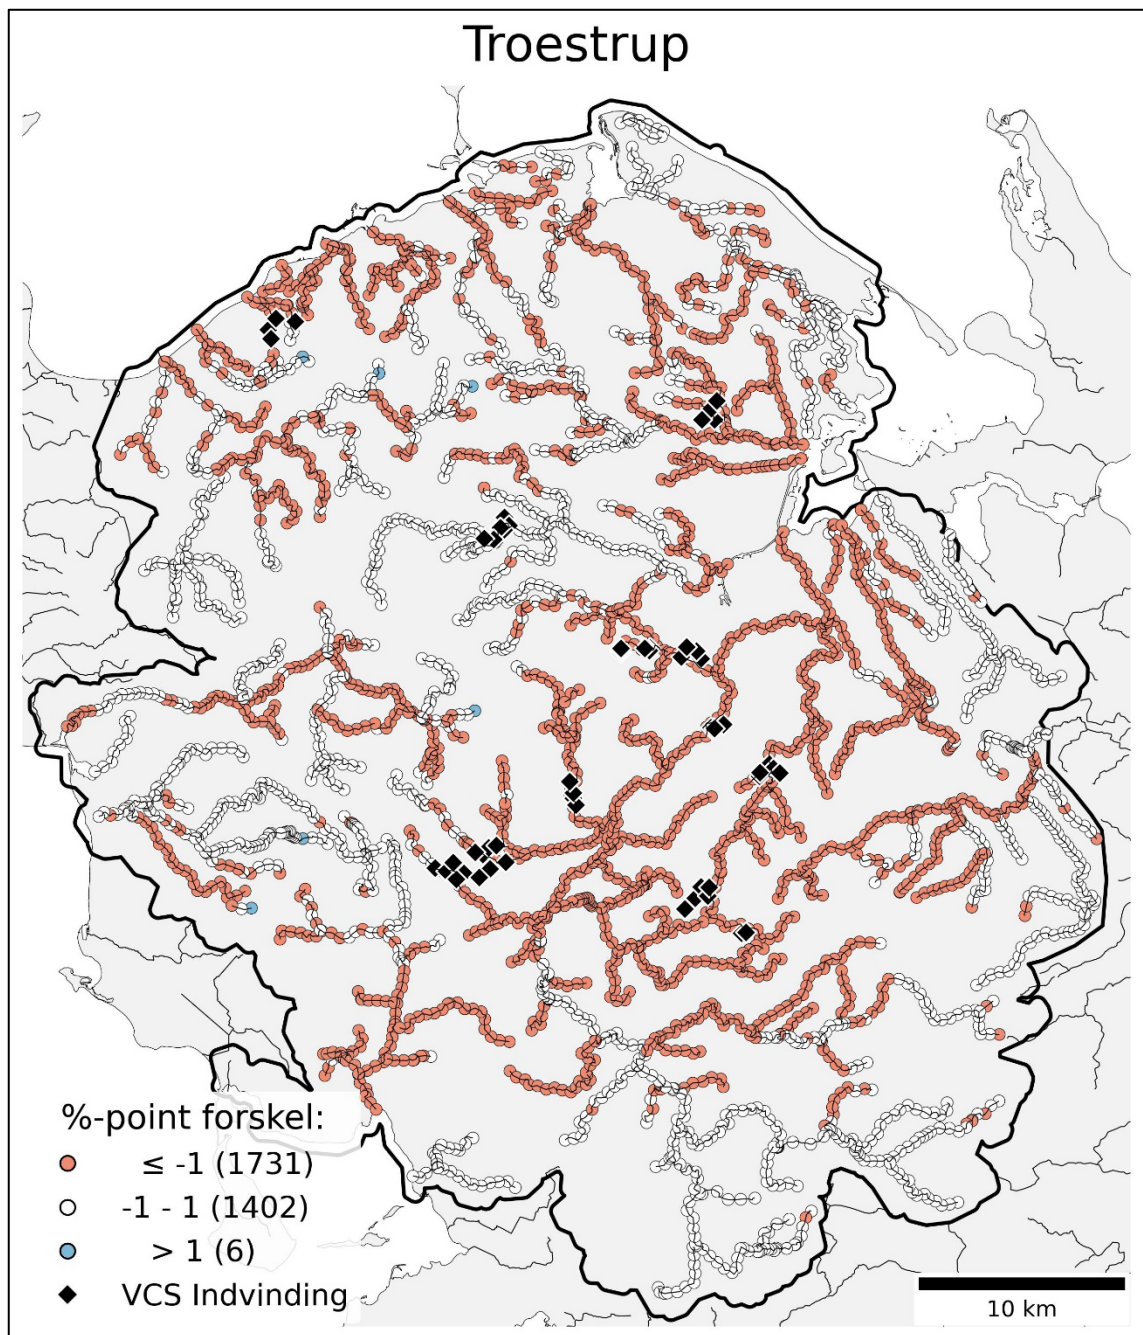 Troestrup
%-point forskel:
≤ -1 (1731)
-1 - 1 (1402)
> 1 (6)
VCS Indvinding
10 km